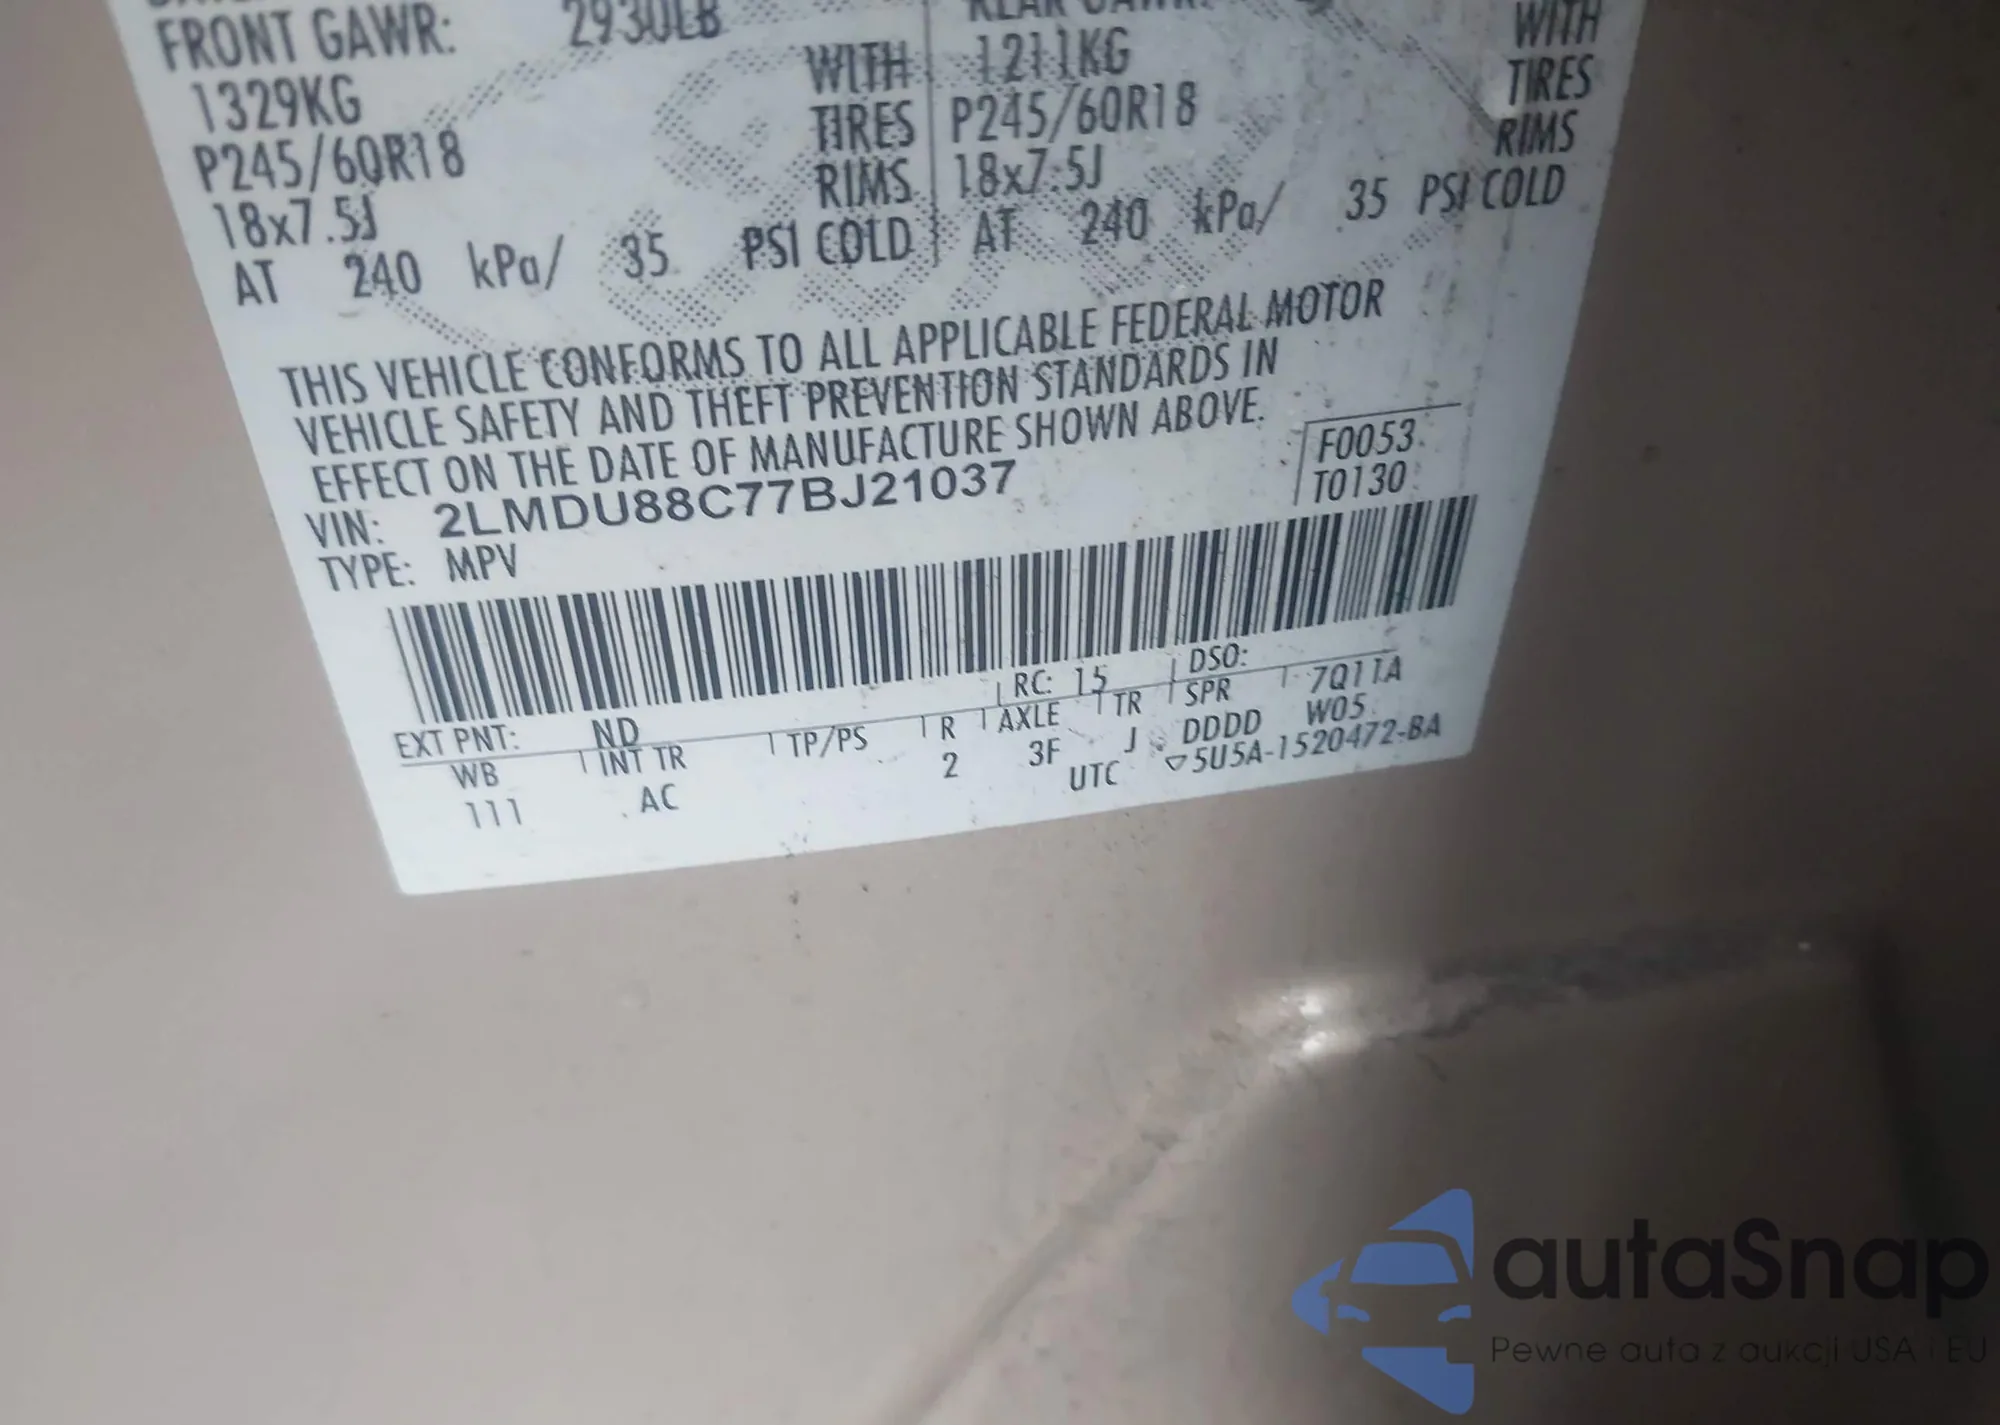 FRONT GAWR: 2930LB
1329KG WITH 1211KG WITH
P245/60R18 TIRES P245/60R18 TIRES
18x7.5J RIMS 18x7.5J RIMS
AT 240 kPa/ 35 PSI COLD AT 240 kPa/ 35 PSI COLD
THIS VEHICLE CONFORMS TO ALL APPLICABLE FEDERAL MOTOR
VEHICLE SAFETY AND THEFT PREVENTION STANDARDS IN
EFFECT ON THE DATE OF MANUFACTURE SHOWN ABOVE.
F0053
T0130
VIN: 2LMDU88C77BJ21037
TYPE: MPV
EXT PNT: ND RC: 15 DSO:
WB INT TR TP/PS R AXLE TR SPR 7Q11A
111 AC 2 3F J DDDD W05
UTC ▽5U5A-1520472-BA
autaSnap
Pewne auta z aukcji USA i EU